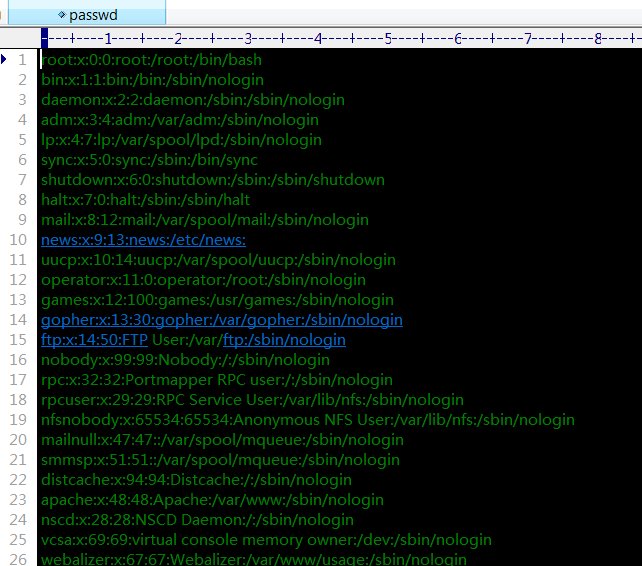 passwd
1 2 3 4 5 6 7 8
1 root:x:0:0:root:/root:/bin/bash
2 bin:x:1:1:bin:/bin:/sbin/nologin
3 daemon:x:2:2:daemon:/sbin:/sbin/nologin
4 adm:x:3:4:adm:/var/adm:/sbin/nologin
5 lp:x:4:7:lp:/var/spool/lpd:/sbin/nologin
6 sync:x:5:0:sync:/sbin:/bin/sync
7 shutdown:x:6:0:shutdown:/sbin:/sbin/shutdown
8 halt:x:7:0:halt:/sbin:/sbin/halt
9 mail:x:8:12:mail:/var/spool/mail:/sbin/nologin
10 news:x:9:13:news:/etc/news:
11 uucp:x:10:14:uucp:/var/spool/uucp:/sbin/nologin
12 operator:x:11:0:operator:/root:/sbin/nologin
13 games:x:12:100:games:/usr/games:/sbin/nologin
14 gopher:x:13:30:gopher:/var/gopher:/sbin/nologin
15 ftp:x:14:50:FTP User:/var/ftp:/sbin/nologin
16 nobody:x:99:99:Nobody:/:/sbin/nologin
17 rpc:x:32:32:Portmapper RPC user:/:/sbin/nologin
18 rpcuser:x:29:29:RPC Service User:/var/lib/nfs:/sbin/nologin
19 nfsnobody:x:65534:65534:Anonymous NFS User:/var/lib/nfs:/sbin/nologin
20 mailnull:x:47:47::/var/spool/mqueue:/sbin/nologin
21 smmsp:x:51:51::/var/spool/mqueue:/sbin/nologin
22 distcache:x:94:94:Distcache:/:/sbin/nologin
23 apache:x:48:48:Apache:/var/www:/sbin/nologin
24 nscd:x:28:28:NSCD Daemon:/:/sbin/nologin
25 vcsa:x:69:69:virtual console memory owner:/dev:/sbin/nologin
26 webalizer:x:67:67:Webalizer:/var/www/usage:/sbin/nologin